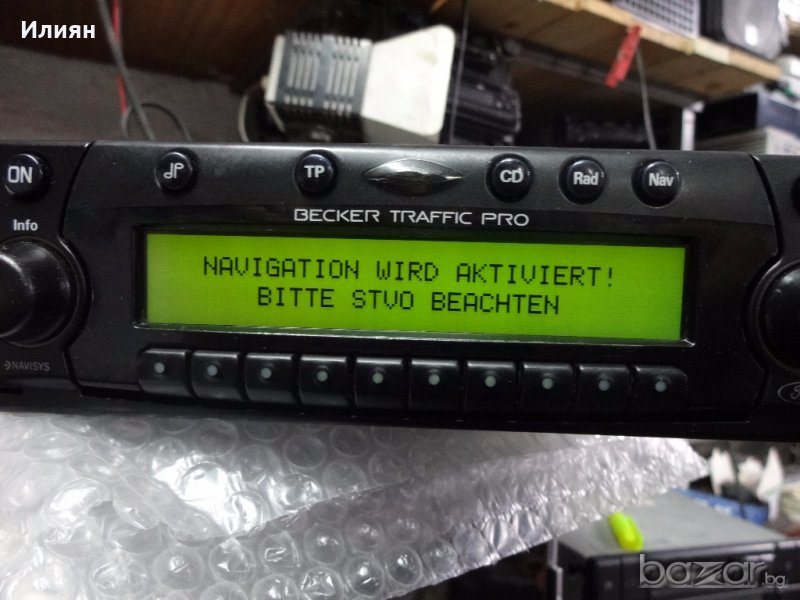 Илиян
ON
TP
CD
Rad
Nav
Info
BECKER TRAFFIC PRO
NAVIGATION WIRD AKTIVIERT!
BITTE STVO BEACHTEN
NAVISYS
bazar.bg